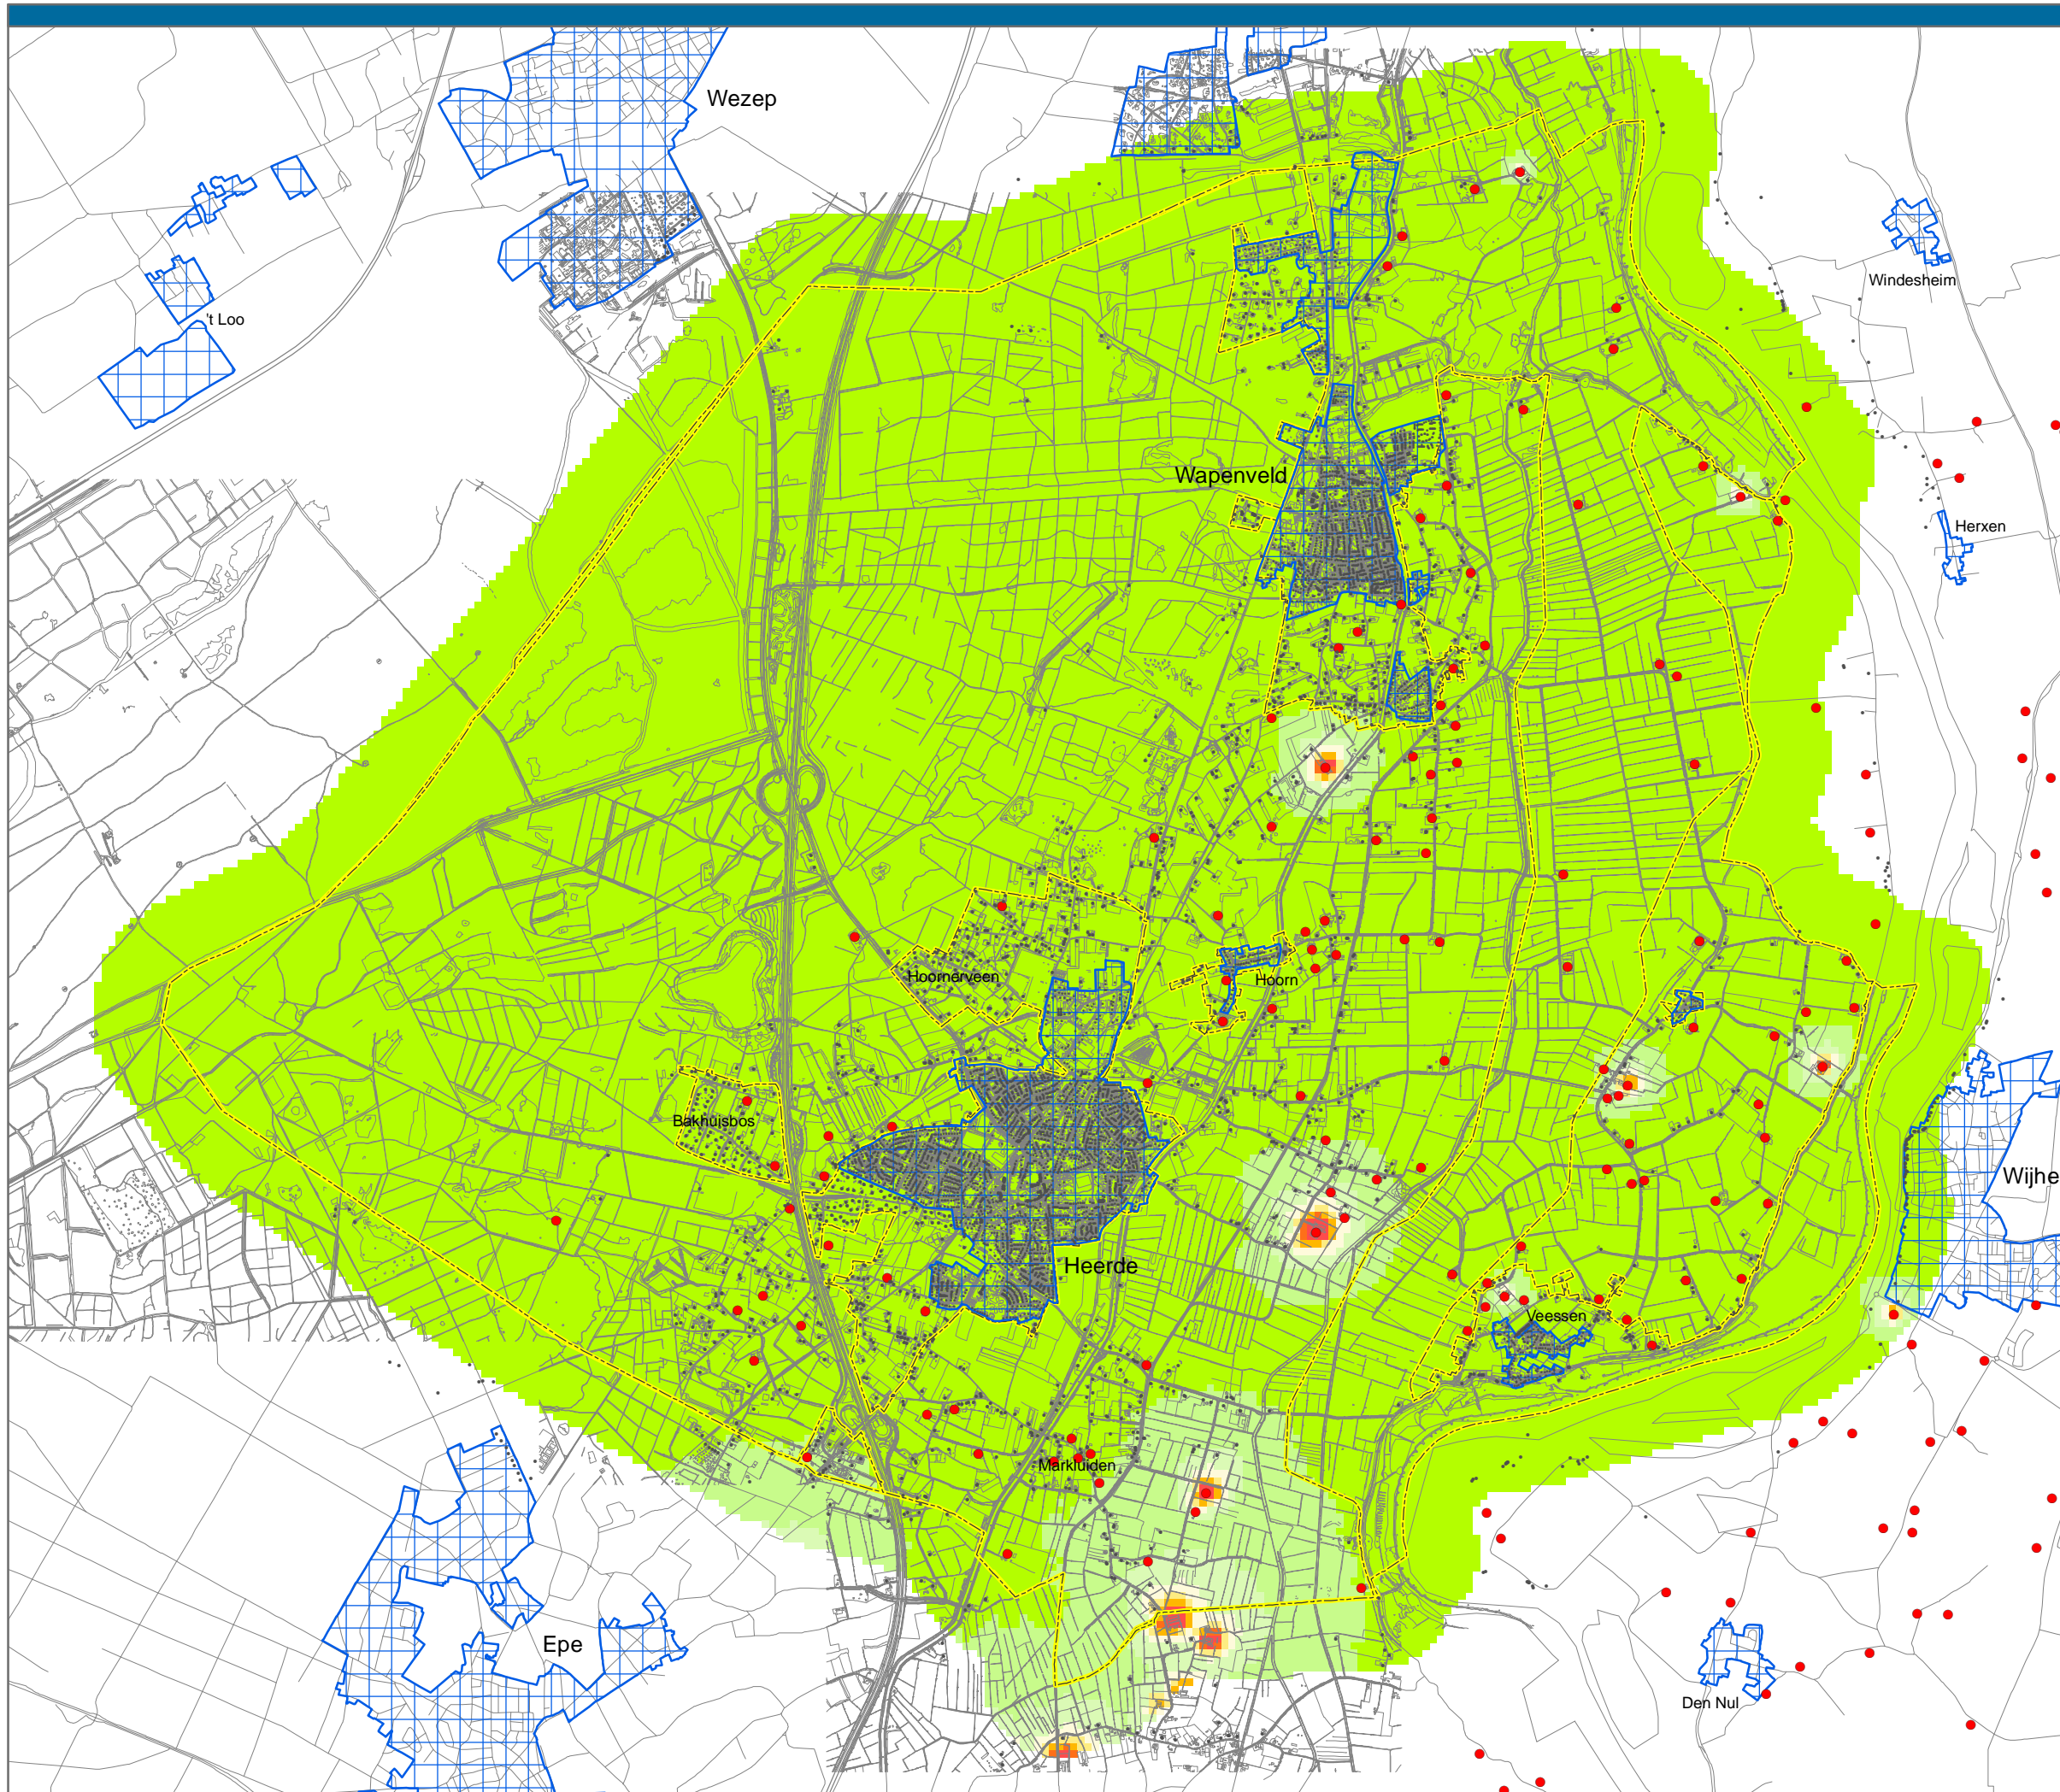 Wezep
Windesheim
't Loo
Wapenveld
Herxen
Hoornerveen
Hoorn
Bakhuisbos
Wijhe
Heerde
Veessen
Markluiden
Epe
Den Nul